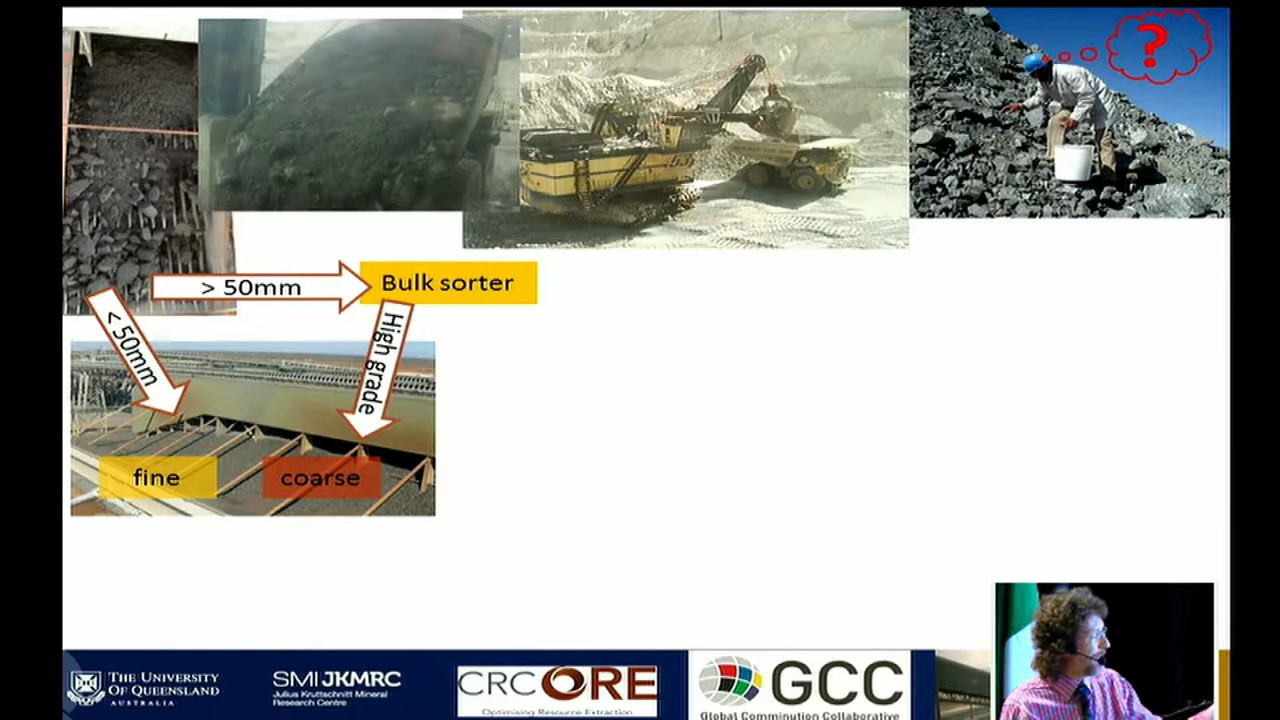 ?
> 50mm
Bulk sorter
< 50mm
High grade
fine
coarse
THE UNIVERSITY
OF QUEENSLAND
AUSTRALIA
SMI JKMRC
Julius Kruttschnitt Mineral
Research Centre
CRC ORE
Optimising Resource Extraction
GCC
Global Comminution Collaborative